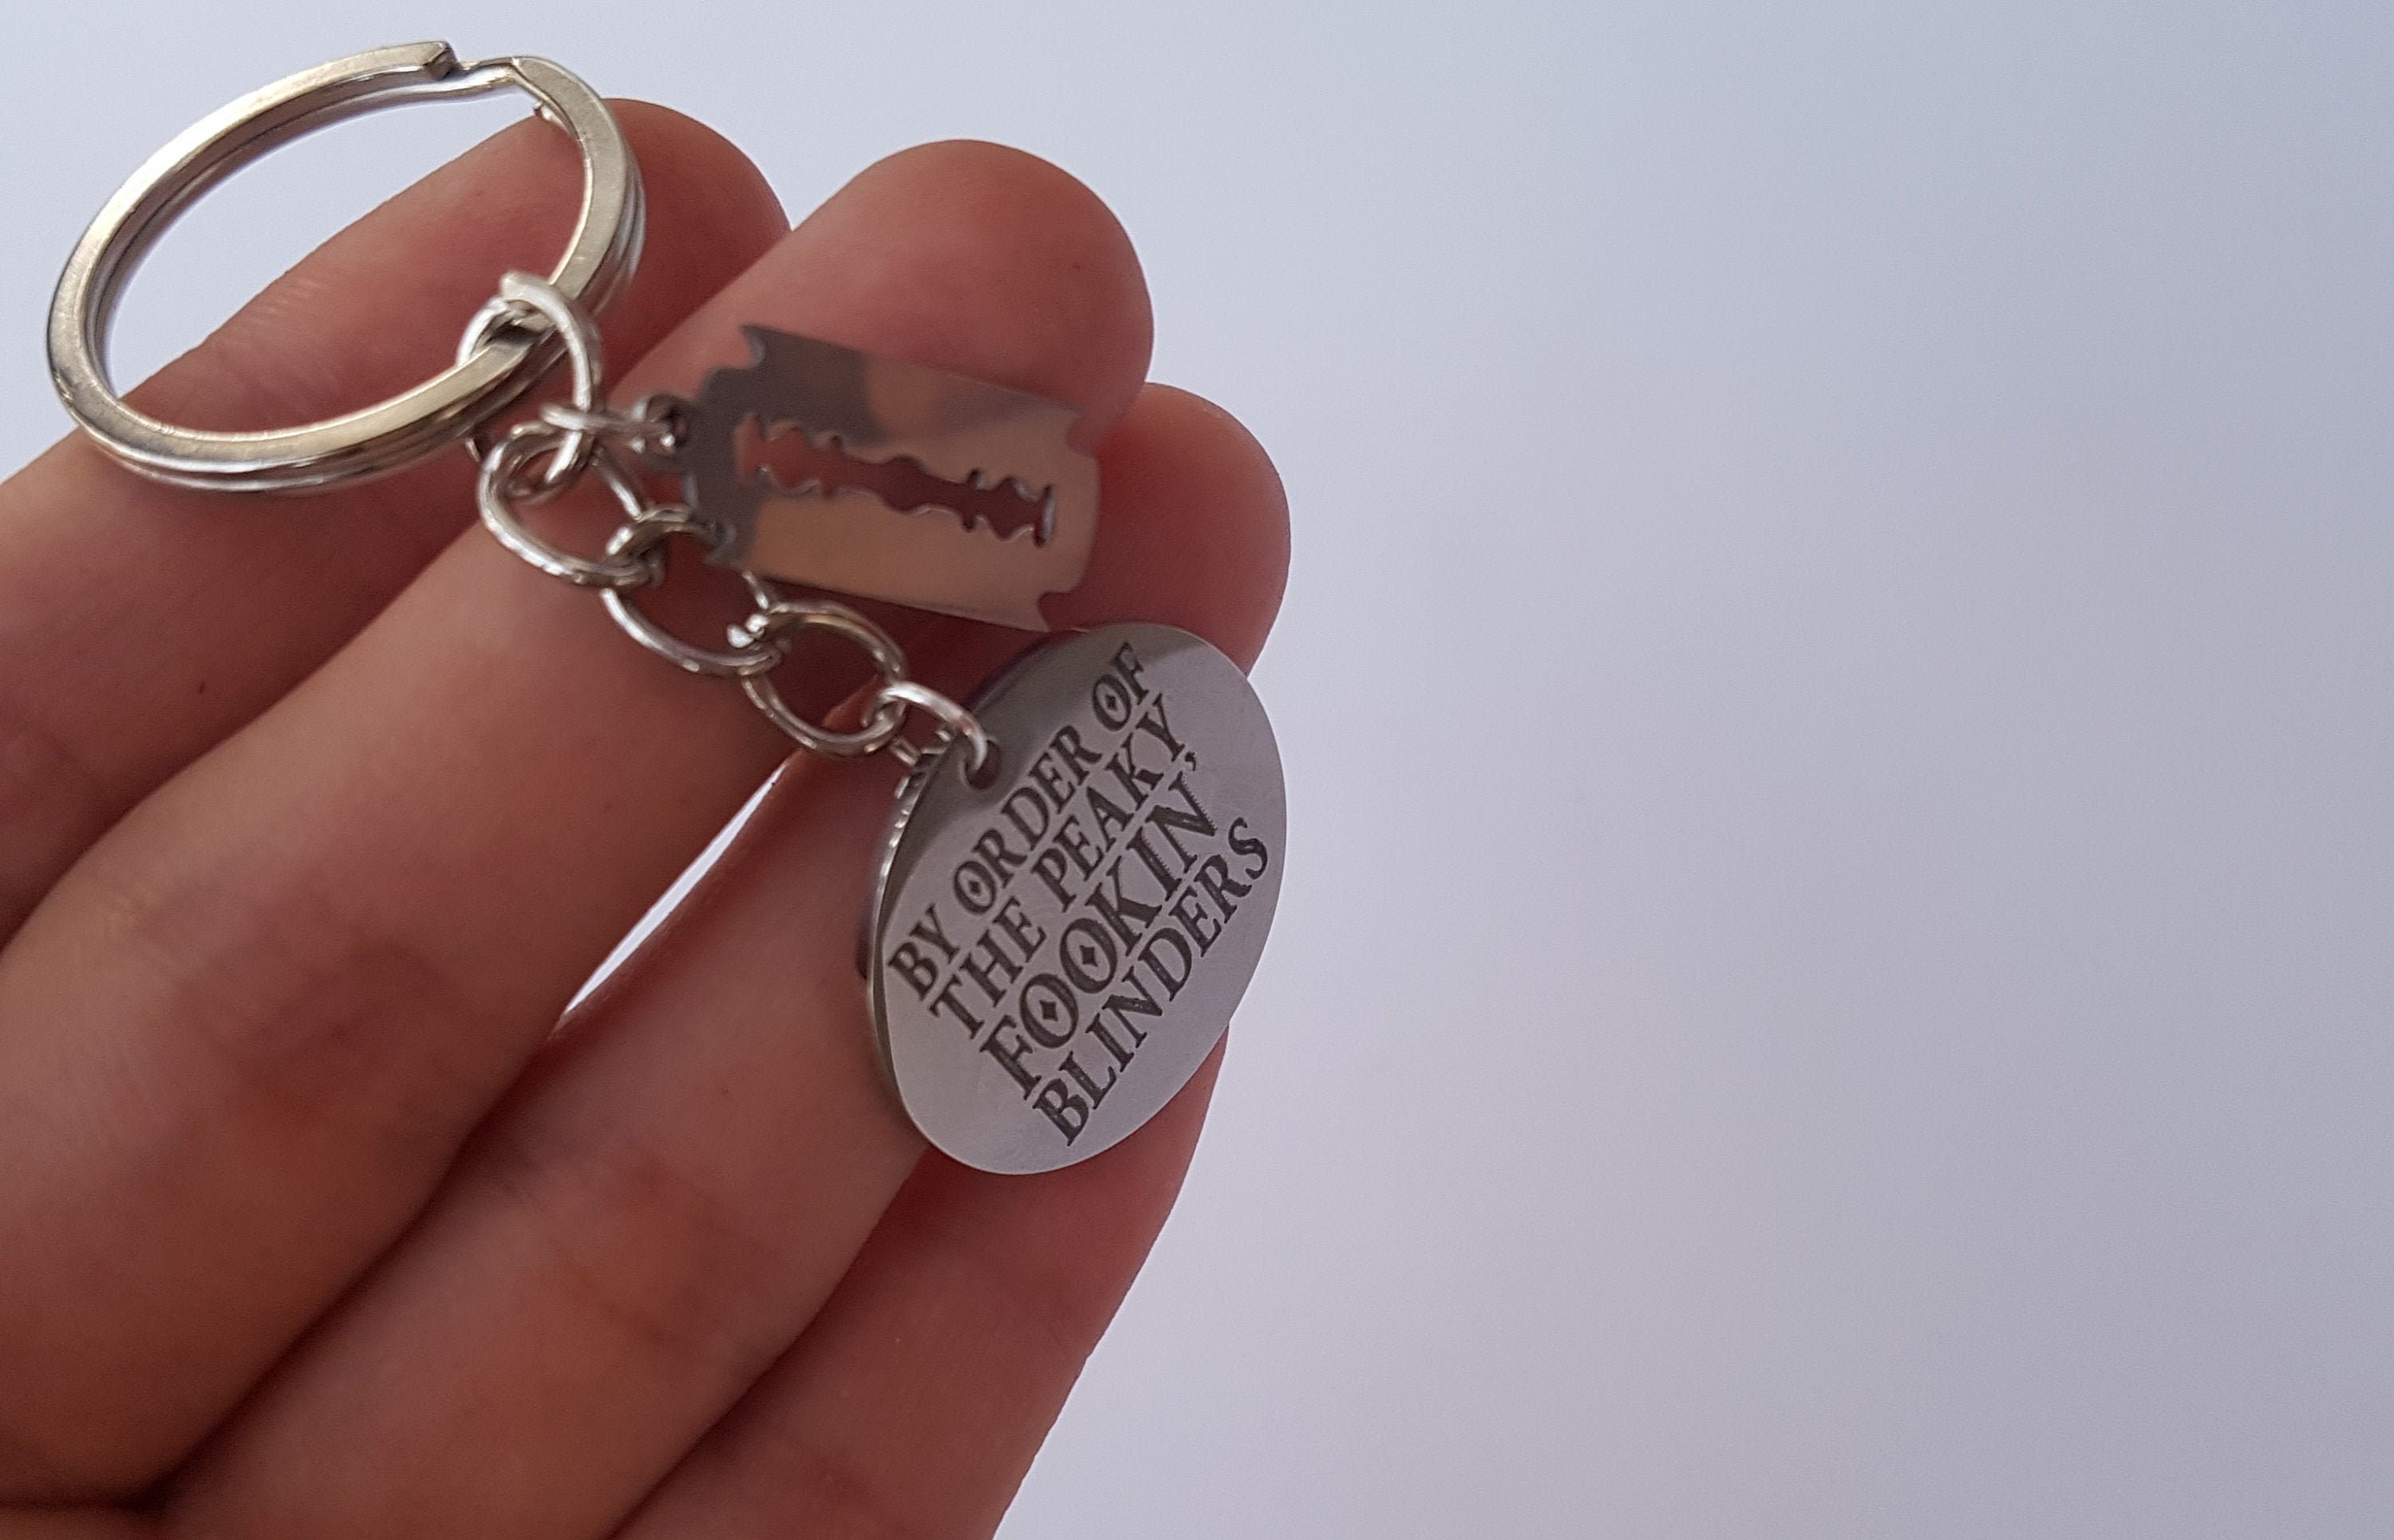 BY ORDER OF
THE PEAKY,
FOOKIN
BLINDERS